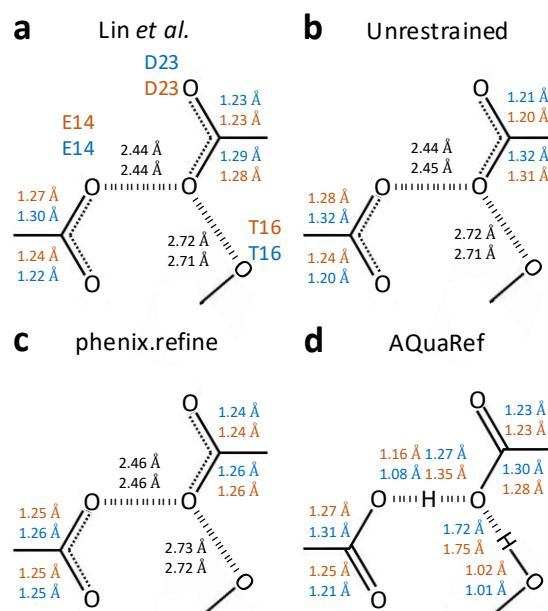 a Lin et al.
D23
D23
O
1.23 Å
1.23 Å
E14
E14
2.44 Å
2.44 Å
1.29 Å
1.28 Å
1.27 Å
1.30 Å
O
O
1.24 Å
1.22 Å
2.72 Å
2.71 Å
T16
T16
O
O
b Unrestrained
O
1.21 Å
1.20 Å
2.44 Å
2.45 Å
1.32 Å
1.31 Å
1.28 Å
1.32 Å
O
O
1.24 Å
1.20 Å
2.72 Å
2.71 Å
O
O
c phenix.refine
O
1.24 Å
1.24 Å
2.46 Å
2.46 Å
1.26 Å
1.26 Å
1.25 Å
1.26 Å
O
O
1.25 Å
1.25 Å
2.73 Å
2.72 Å
O
O
d AQuaRef
O
1.23 Å
1.23 Å
1.16 Å 1.27 Å
1.08 Å 1.35 Å
1.30 Å
1.28 Å
1.27 Å
1.31 Å
O H O
1.72 Å
1.75 Å
H
1.25 Å
1.21 Å
1.02 Å
1.01 Å
O
O